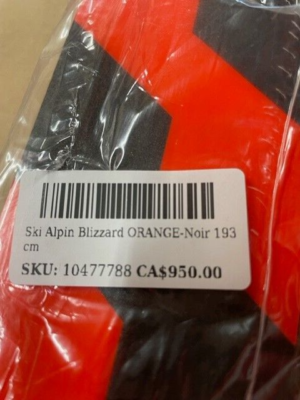 Ski Alpin Blizzard ORANGE-Noir 193
cm
SKU: 10477788 CA$950.00